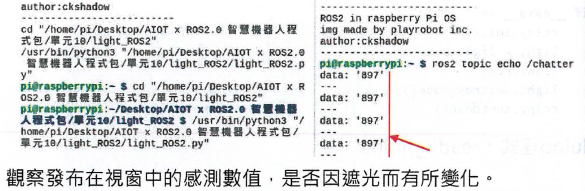 author:ckshadow
--------------------
cd "/home/pi/Desktop/AIOT x ROS2.0 智慧機器人程
式包/單元10/light_ROS2"
/usr/bin/python3 "/home/pi/Desktop/AIOT x ROS2.0
智慧機器人程式包/單元10/light_ROS2/light_ROS2.p
y"
pi@raspberrypi:~ $ cd "/home/pi/Desktop/AIOT x R
OS2.0 智慧機器人程式包/單元10/light_ROS2"
pi@raspberrypi:~/Desktop/AIOT x ROS2.0 智慧機器
人程式包/單元10/light_ROS2 $ /usr/bin/python3 "/
home/pi/Desktop/AIOT x ROS2.0 智慧機器人程式包/
單元10/light_ROS2/light_ROS2.py"
--------------------
ROS2 in raspberry Pi OS
img made by playrobot inc.
author:ckshadow
--------------------
pi@raspberrypi:~ $ ros2 topic echo /chatter
data: '897'
---
data: '897'
---
data: '897'
---
data: '897'
---
data: '897'
---
觀察發布在視窗中的感測數值，是否因遮光而有所變化。